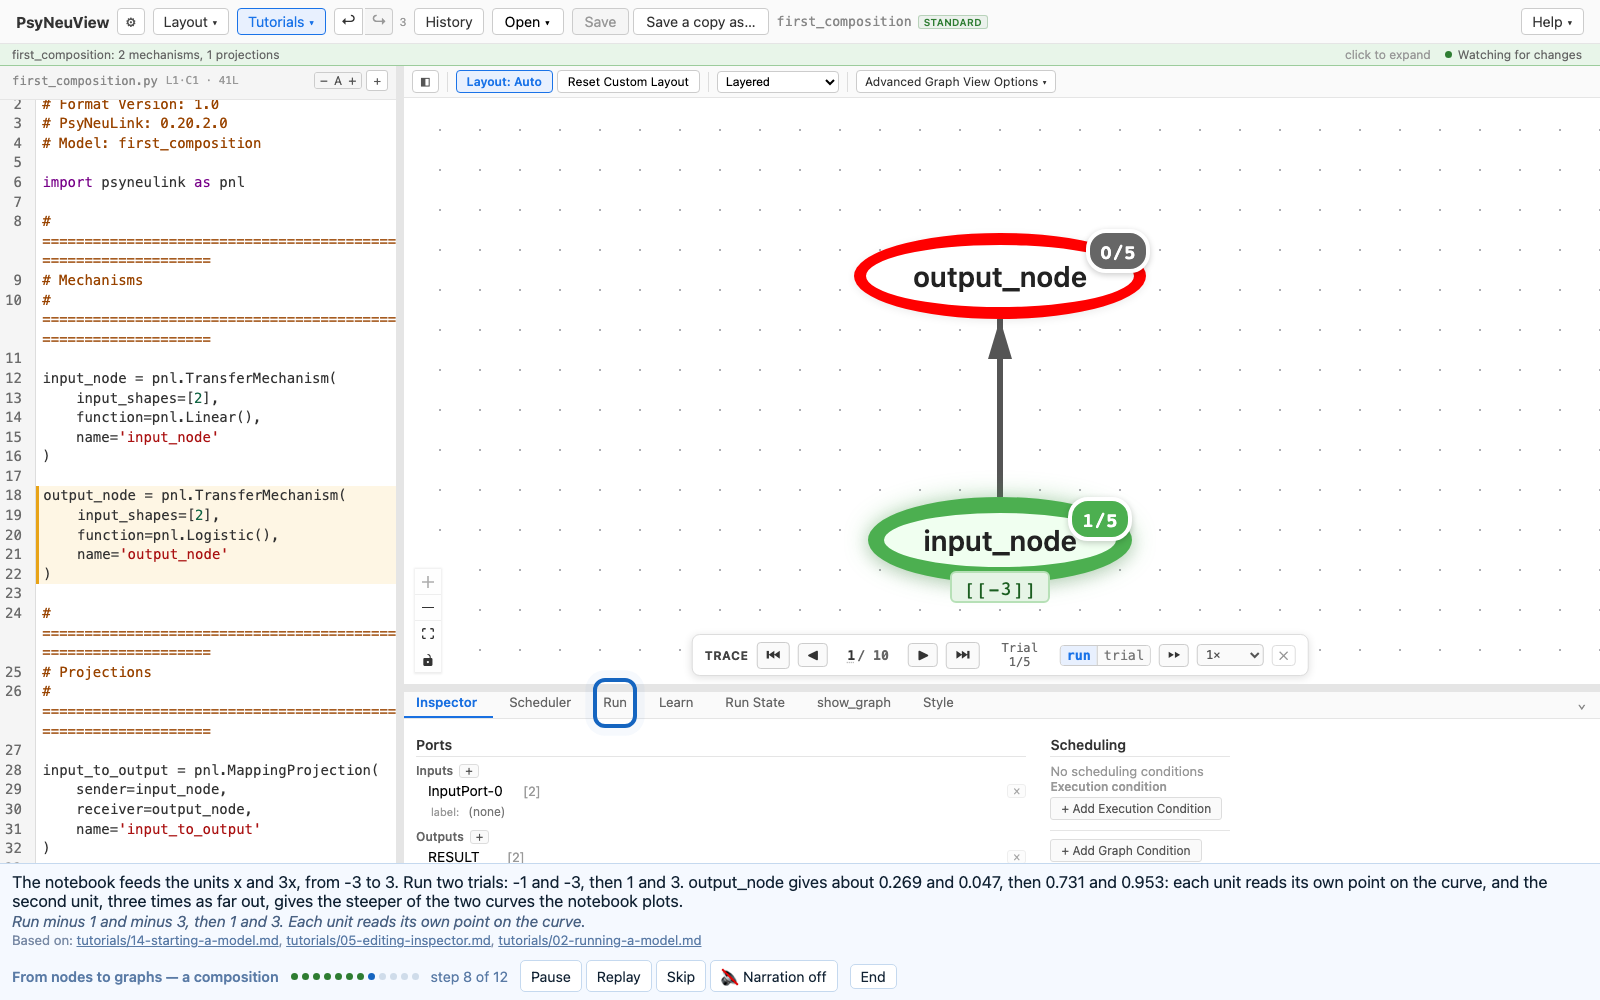 PsyNeuView ⚙ Layout ▾ Tutorials ▾ ↩ ↪ 3 History Open ▾ Save Save a copy as... first_composition STANDARD Help ▾
first_composition: 2 mechanisms, 1 projections click to expand Watching for changes
first_composition.py L1·C1 · 41L − A + + Layout: Auto Reset Custom Layout Layered Advanced Graph View Options ▾
2 # Format Version: 1.0
3 # PsyNeuLink: 0.20.2.0
4 # Model: first_composition
5
6 import psyneulink as pnl
7
8 #
==========================================
====================
9 # Mechanisms
10 #
==========================================
====================
11
12 input_node = pnl.TransferMechanism(
13 input_shapes=[2],
14 function=pnl.Linear(),
15 name='input_node'
16 )
17
18 output_node = pnl.TransferMechanism(
19 input_shapes=[2],
20 function=pnl.Logistic(),
21 name='output_node'
22 )
23
24 #
==========================================
====================
25 # Projections
26 #
==========================================
====================
27
28 input_to_output = pnl.MappingProjection(
29 sender=input_node,
30 receiver=output_node,
31 name='input_to_output'
32 )
0/5
output_node
1/5
input_node
[[-3]]
TRACE ⏮ ◀ 1 / 10 ▶ ⏭ Trial 1/5 run trial ▸▸ 1× ×
Inspector Scheduler Run Learn Run State show_graph Style
Ports
Inputs +
InputPort-0 [2] ×
label: (none)
Outputs +
RESULT [2] ×
Scheduling
No scheduling conditions
Execution condition
+ Add Execution Condition
+ Add Graph Condition
The notebook feeds the units x and 3x, from -3 to 3. Run two trials: -1 and -3, then 1 and 3. output_node gives about 0.269 and 0.047, then 0.731 and 0.953: each unit reads its own point on the curve, and the
second unit, three times as far out, gives the steeper of the two curves the notebook plots.
Run minus 1 and minus 3, then 1 and 3. Each unit reads its own point on the curve.
Based on: tutorials/14-starting-a-model.md, tutorials/05-editing-inspector.md, tutorials/02-running-a-model.md
From nodes to graphs — a composition step 8 of 12 Pause Replay Skip Narration off End